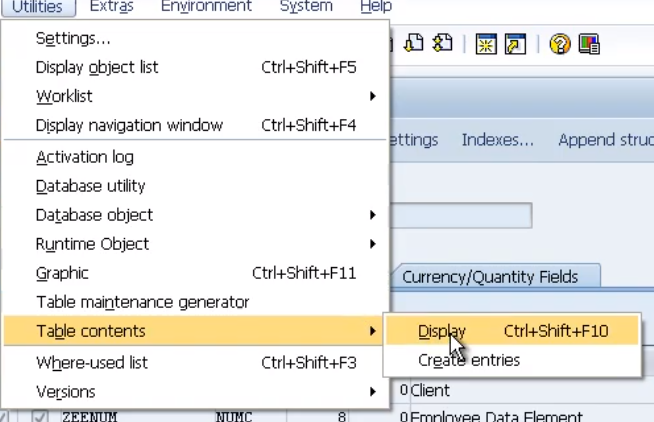 Utilities Extras Environment System Help
Settings...
Display object list Ctrl+Shift+F5
Worklist
Display navigation window Ctrl+Shift+F4
ettings Indexes... Append struc
Activation log
Database utility
Database object
Runtime Object
Graphic Ctrl+Shift+F11
Currency/Quantity Fields
Table maintenance generator
Table contents
Display Ctrl+Shift+F10
Create entries
Where-used list Ctrl+Shift+F3
Versions
0 Client
ZEENUM NUMC 8 0 Employee Data Element